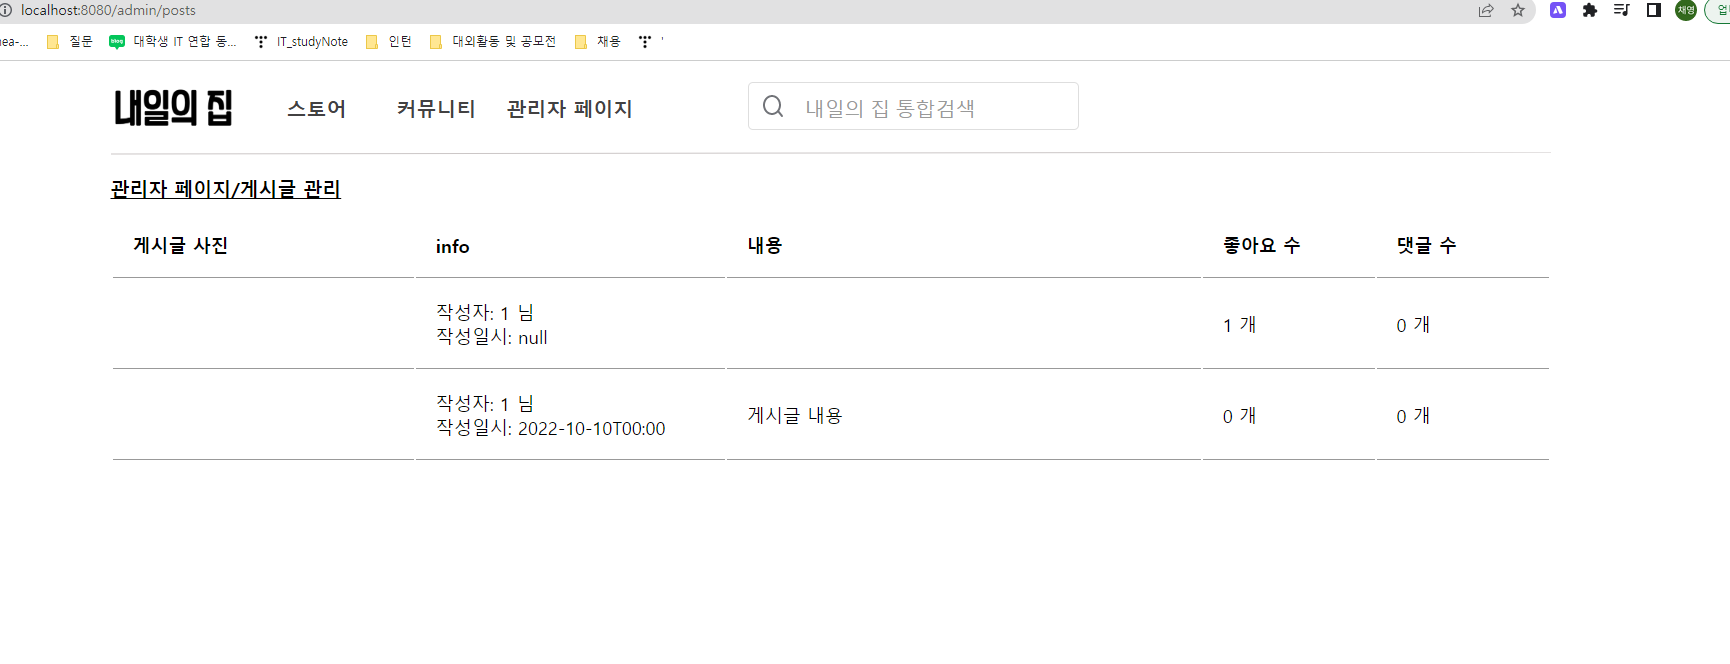 localhost:8080/admin/posts
채영
업
질문
blog
대학생 IT 연합 동...
IT_studyNote
인턴
대외활동 및 공모전
채용
'
내일의 집
스토어
커뮤니티
관리자 페이지
내일의 집 통합검색
관리자 페이지/게시글 관리
게시글 사진 info 내용 좋아요 수 댓글 수
작성자: 1 님
작성일시: null
1 개
0 개
작성자: 1 님
작성일시: 2022-10-10T00:00
게시글 내용
0 개
0 개